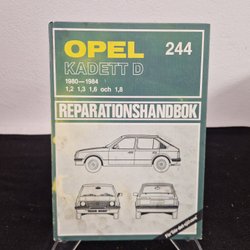 OPEL
244
KADETT D
1980—1984
1,2 1,3 1,6 och 1,8
REPARATIONSHANDBOK